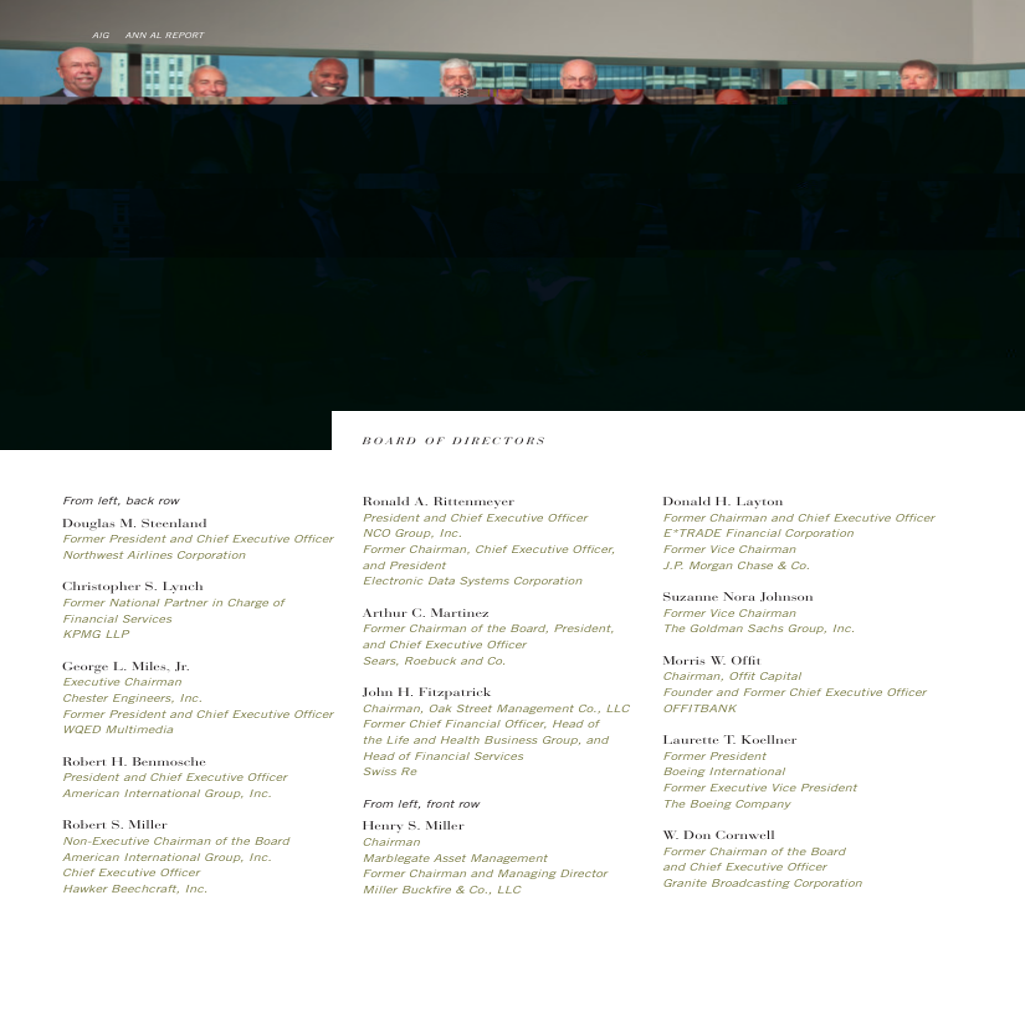 AIG ANN AL REPORT
BOARD OF DIRECTORS
From left, back row
Douglas M. Steenland
Former President and Chief Executive Officer
Northwest Airlines Corporation
Christopher S. Lynch
Former National Partner in Charge of
Financial Services
KPMG LLP
George L. Miles, Jr.
Executive Chairman
Chester Engineers, Inc.
Former President and Chief Executive Officer
WQED Multimedia
Robert H. Benmosche
President and Chief Executive Officer
American International Group, Inc.
Robert S. Miller
Non-Executive Chairman of the Board
American International Group, Inc.
Chief Executive Officer
Hawker Beechcraft, Inc.
Ronald A. Rittenmeyer
President and Chief Executive Officer
NCO Group, Inc.
Former Chairman, Chief Executive Officer,
and President
Electronic Data Systems Corporation
Arthur C. Martinez
Former Chairman of the Board, President,
and Chief Executive Officer
Sears, Roebuck and Co.
John H. Fitzpatrick
Chairman, Oak Street Management Co., LLC
Former Chief Financial Officer, Head of
the Life and Health Business Group, and
Head of Financial Services
Swiss Re
From left, front row
Henry S. Miller
Chairman
Marblegate Asset Management
Former Chairman and Managing Director
Miller Buckfire & Co., LLC
Donald H. Layton
Former Chairman and Chief Executive Officer
E*TRADE Financial Corporation
Former Vice Chairman
J.P. Morgan Chase & Co.
Suzanne Nora Johnson
Former Vice Chairman
The Goldman Sachs Group, Inc.
Morris W. Offit
Chairman, Offit Capital
Founder and Former Chief Executive Officer
OFFITBANK
Laurette T. Koellner
Former President
Boeing International
Former Executive Vice President
The Boeing Company
W. Don Cornwell
Former Chairman of the Board
and Chief Executive Officer
Granite Broadcasting Corporation